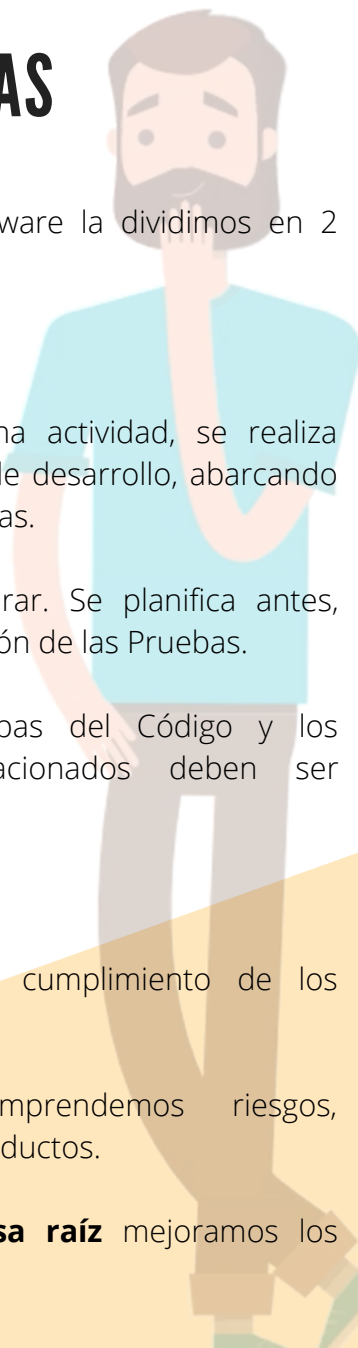 AS
ware la dividimos en 2
na actividad, se realiza
de desarrollo, abarcando
as.
rar. Se planifica antes,
ón de las Pruebas.
bas del Código y los
acionados deben ser
cumplimiento de los
mprendemos riesgos,
ductos.
sa raíz mejoramos los